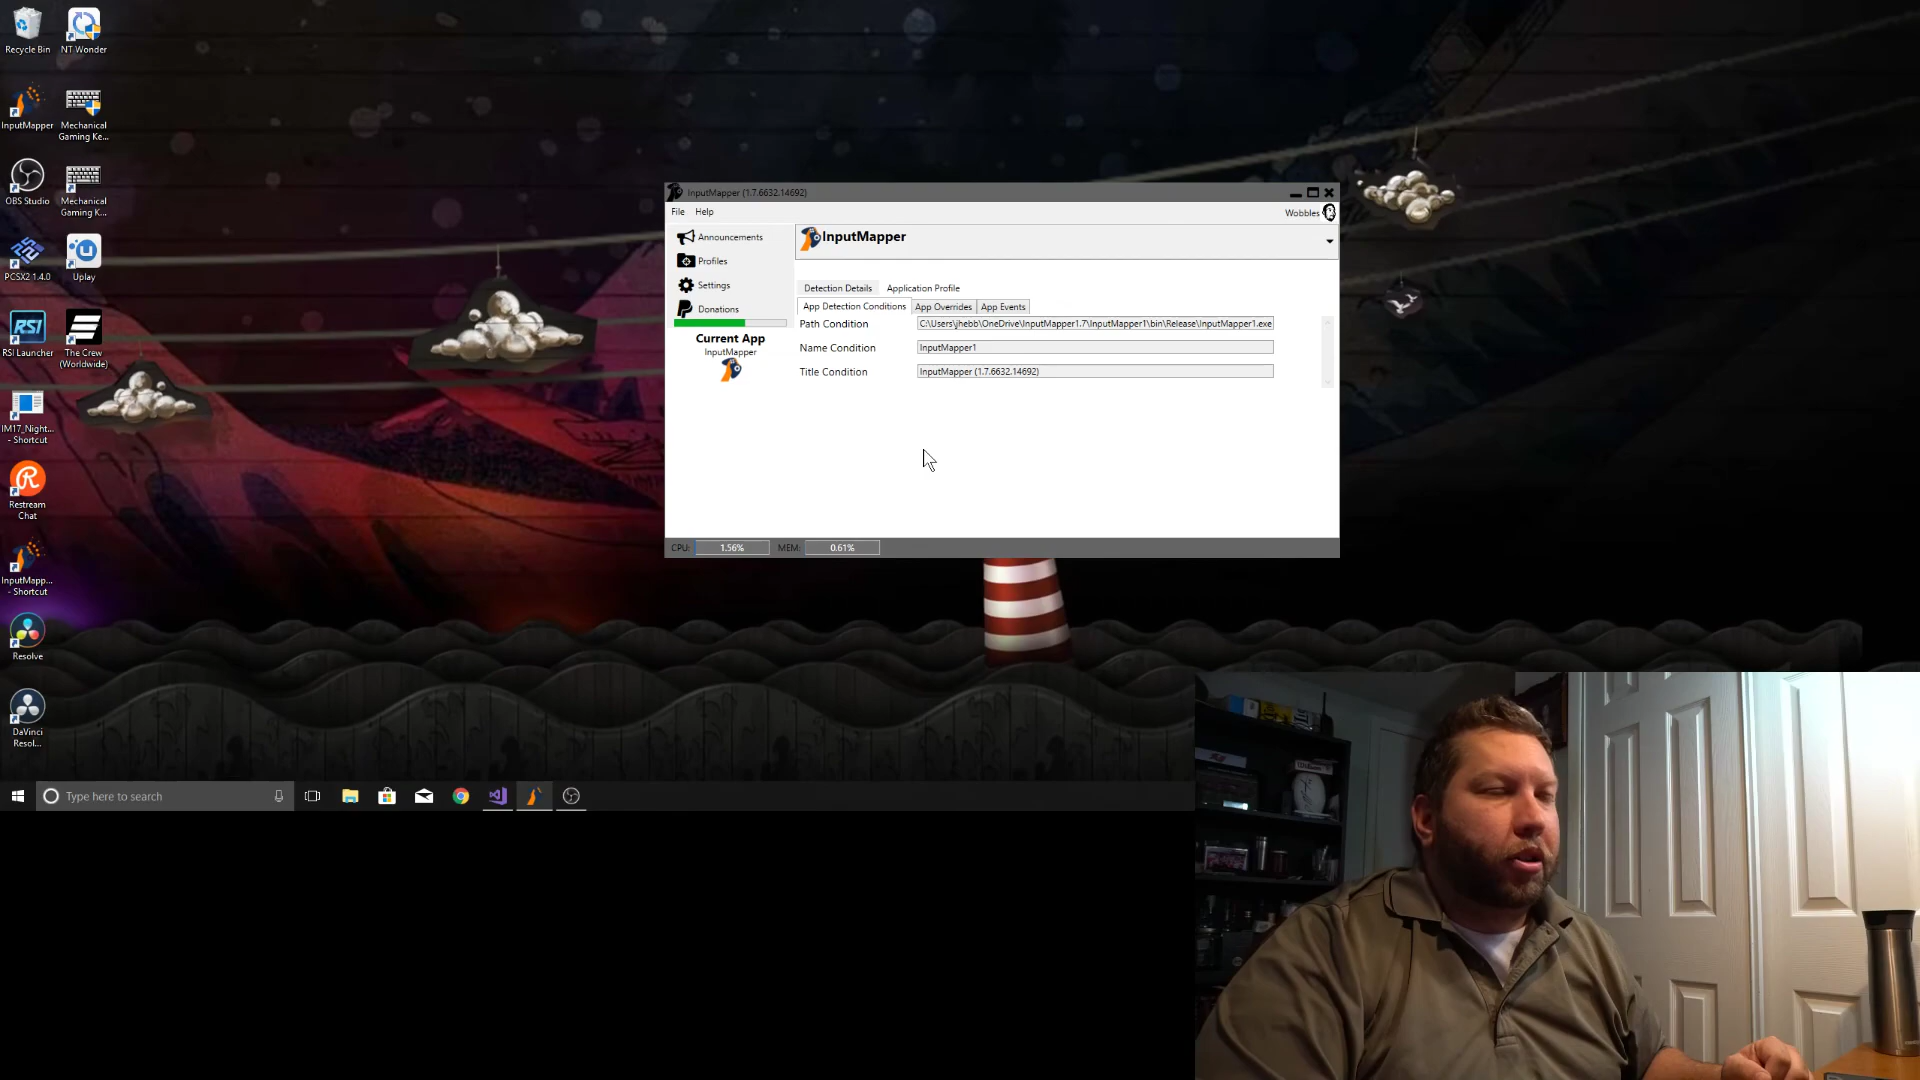 Recycle Bin
NT Wonder
InputMapper
Mechanical
Gaming Ke...
OBS Studio
Mechanical
Gaming K...
PCSX2 1.4.0
Uplay
RSI
RSI Launcher
The Crew
(Worldwide)
IM17_Night...
- Shortcut
Restream
Chat
InputMapp...
- Shortcut
Resolve
DaVinci
Resol...
InputMapper (1.7.6632.14692)
File
Help
Wobbles
Announcements
Profiles
Settings
Donations
Current App
InputMapper
InputMapper
Detection Details
Application Profile
App Detection Conditions
App Overrides
App Events
Path Condition
C:\Users\jhebb\OneDrive\InputMapper1.7\InputMapper1\bin\Release\InputMapper1.exe
Name Condition
InputMapper1
Title Condition
InputMapper (1.7.6632.14692)
CPU:
1.56%
MEM:
0.61%
Type here to search